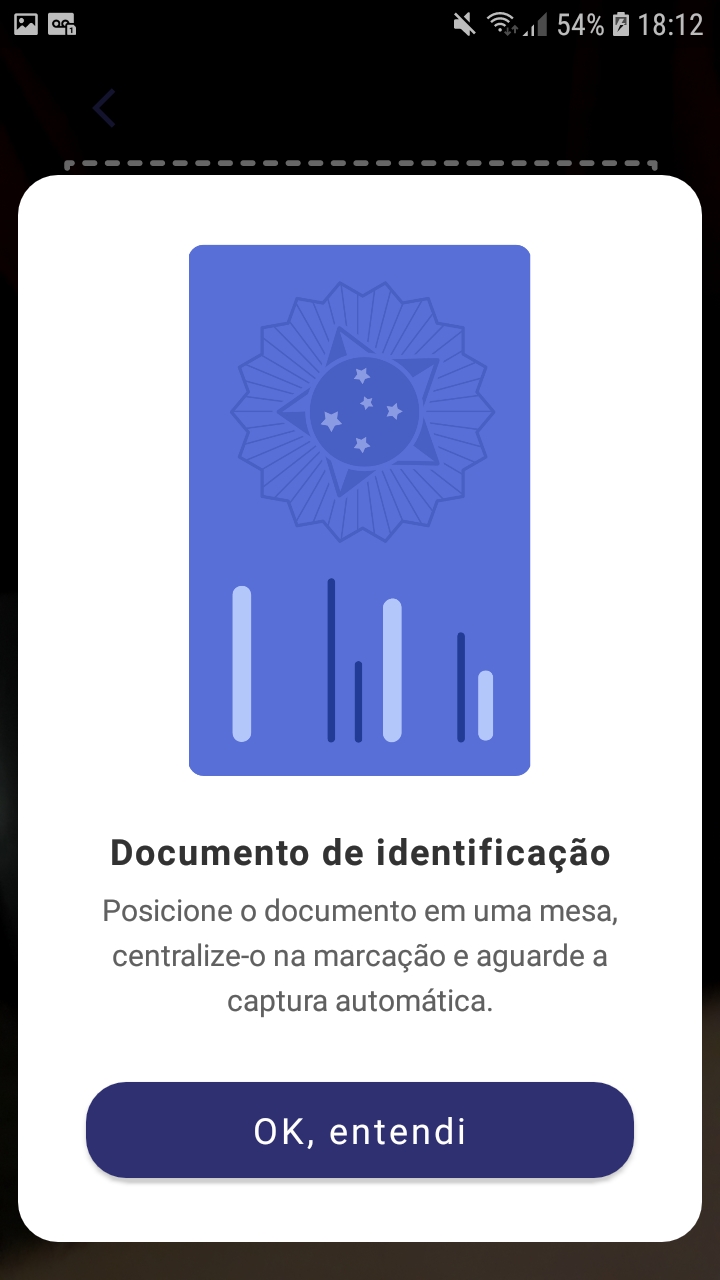 54% 18:12
Documento de identificação
Posicione o documento em uma mesa,
centralize-o na marcação e aguarde a
captura automática.
OK, entendi